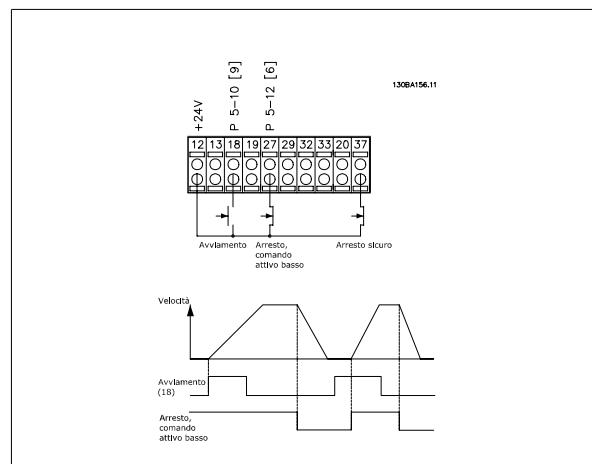 130BA156.11
+24V
P 5-10 [9]
P 5-12 [6]
12 13 18 19 27 29 32 33 20 37
Avviamento
Arresto,
comando
attivo basso
Arresto sicuro
Velocità
Avviamento
(18)
Arresto,
comando
attivo basso